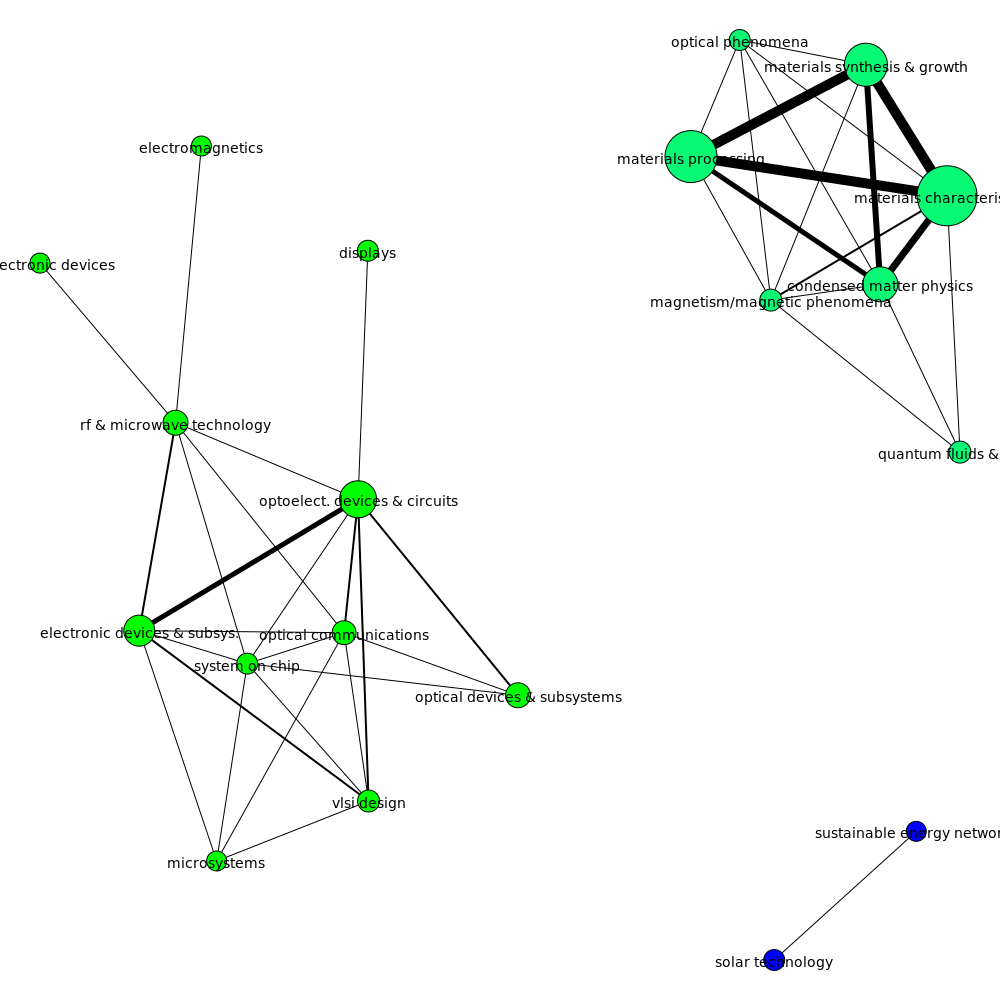 optical phenomena
materials synthesis & growth
electromagnetics
materials processing
materials characteris
displays
ectronic devices
condensed matter physics
magnetism/magnetic phenomena
rf & microwave technology
quantum fluids &
optoelect. devices & circuits
electronic devices & subsys.
optical communications
system on chip
optical devices & subsystems
vlsi design
sustainable energy networ
microsystems
solar technology